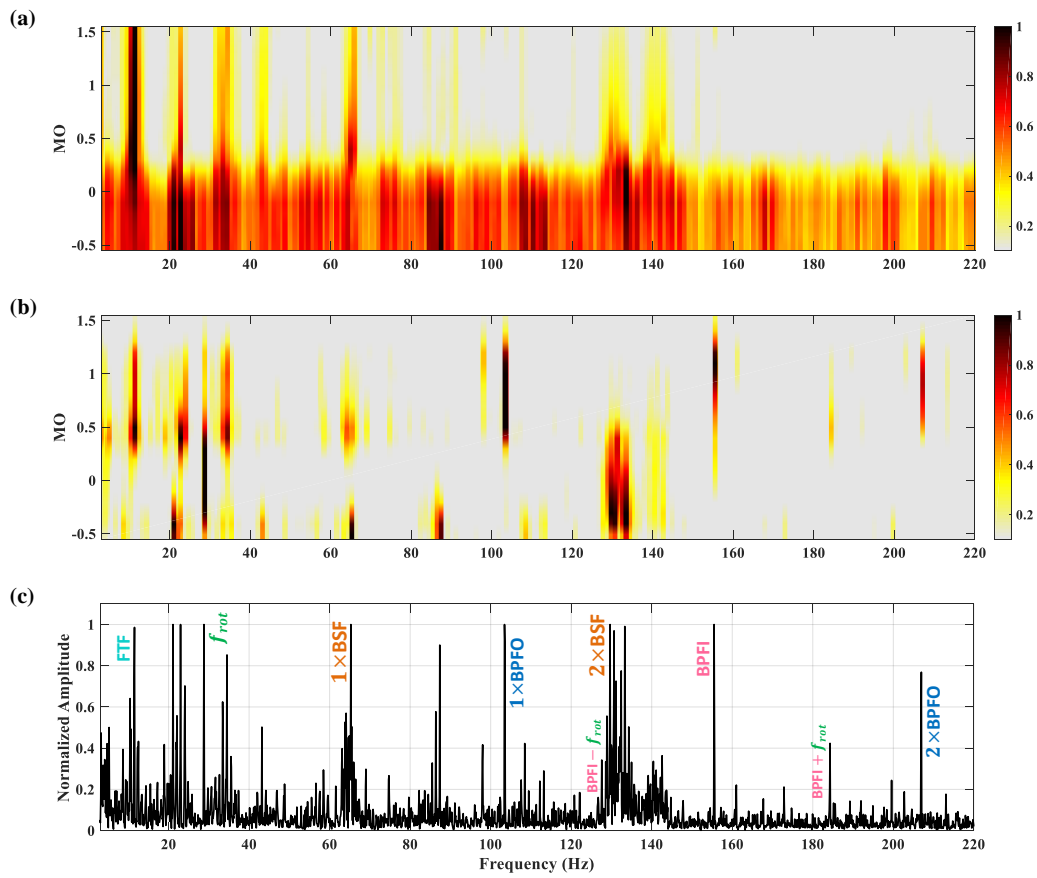 (a)
MO
1.5
1
0.5
0
-0.5
20 40 60 80 100 120 140 160 180 200 220
1
0.8
0.6
0.4
0.2
(b)
MO
1.5
1
0.5
0
-0.5
20 40 60 80 100 120 140 160 180 200 220
1
0.8
0.6
0.4
0.2
(c)
Normalized Amplitude
1
0.8
0.6
0.4
0.2
0
FTF
f_rot
1×BSF
1×BPFO
BPFI − f_rot
2×BSF
BPFI
BPFI + f_rot
2×BPFO
20 40 60 80 100 120 140 160 180 200 220
Frequency (Hz)